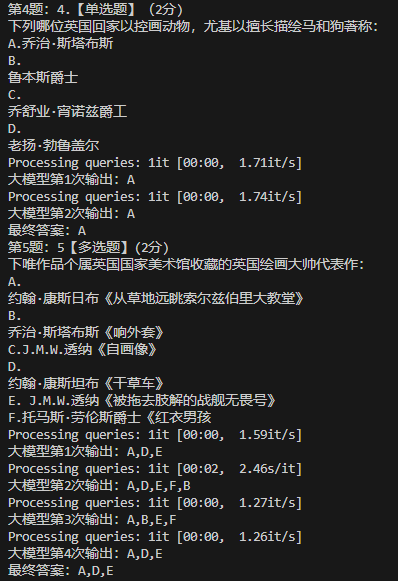 第4题: 4.【单选题】 (2分)
下列哪位英国回家以控画动物，尤基以擅长描绘马和狗著称:
A.乔治·斯塔布斯
B.
鲁本斯爵士
C.
乔舒业·宵诺兹爵工
D.
老扬·勃鲁盖尔
Processing queries: 1it [00:00,  1.71it/s]
大模型第1次输出: A
Processing queries: 1it [00:00,  1.74it/s]
大模型第2次输出: A
最终答案: A
第5题: 5【多选题】(2分)
下唯作品个属英国国家美术馆收藏的英国绘画大帅代表作:
A.
约翰·康斯日布《从草地远眺索尔兹伯里大教堂》
B.
乔治·斯塔布斯《响外套》
C.J.M.W.透纳《自画像》
D.
约翰·康斯坦布《干草车》
E. J.M.W.透纳《被拖去肢解的战舰无畏号》
F.托马斯·劳伦斯爵士《红衣男孩
Processing queries: 1it [00:00,  1.59it/s]
大模型第1次输出: A,D,E
Processing queries: 1it [00:02,  2.46s/it]
大模型第2次输出: A,D,E,F,B
Processing queries: 1it [00:00,  1.27it/s]
大模型第3次输出: A,B,E,F
Processing queries: 1it [00:00,  1.26it/s]
大模型第4次输出: A,D,E
最终答案: A,D,E